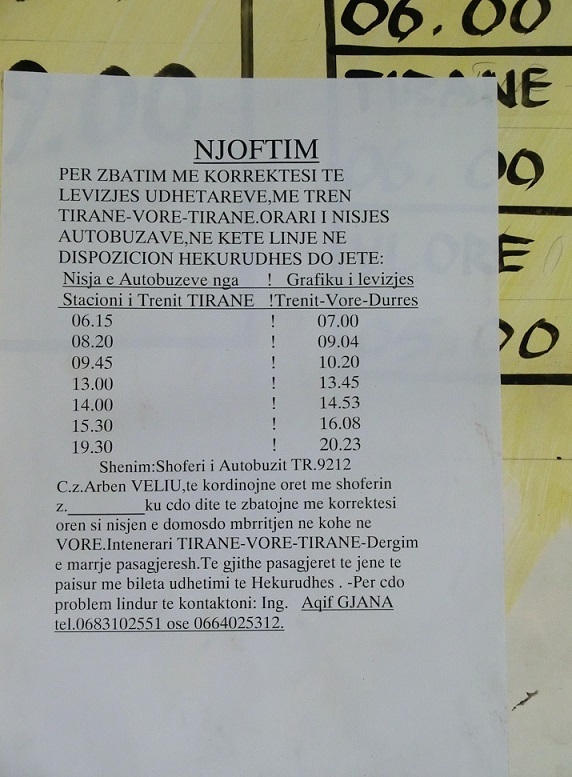 06.00
TIRANE
NJOFTIM
PER ZBATIM ME KORREKTESI TE
LEVIZJES UDHETAREVE,ME TREN
TIRANE-VORE-TIRANE.ORARI I NISJES
AUTOBUZAVE,NE KETE LINJE NE
DISPOZICION HEKURUDHES DO JETE:
Nisja e Autobuzeve nga ! Grafiku i levizjes
Stacioni i Trenit TIRANE !Trenit-Vore-Durres
06.15 ! 07.00
08.20 ! 09.04
09.45 ! 10.20
13.00 ! 13.45
14.00 ! 14.53
15.30 ! 16.08
19.30 ! 20.23
Shenim:Shoferi i Autobuzit TR.9212
C.z.Arben VELIU,te kordinojne oret me shoferin
z.__________ku cdo dite te zbatojne me korrektesi
oren si nisjen e domosdo mbrritjen ne kohe ne
VORE.Intenerari TIRANE-VORE-TIRANE-Dergim
e marrje pasagjeresh.Te gjithe pasagjeret te jene te
paisur me bileta udhetimi te Hekurudhes . -Per cdo
problem lindur te kontaktoni: Ing. Aqif GJANA
tel.0683102551 ose 0664025312.